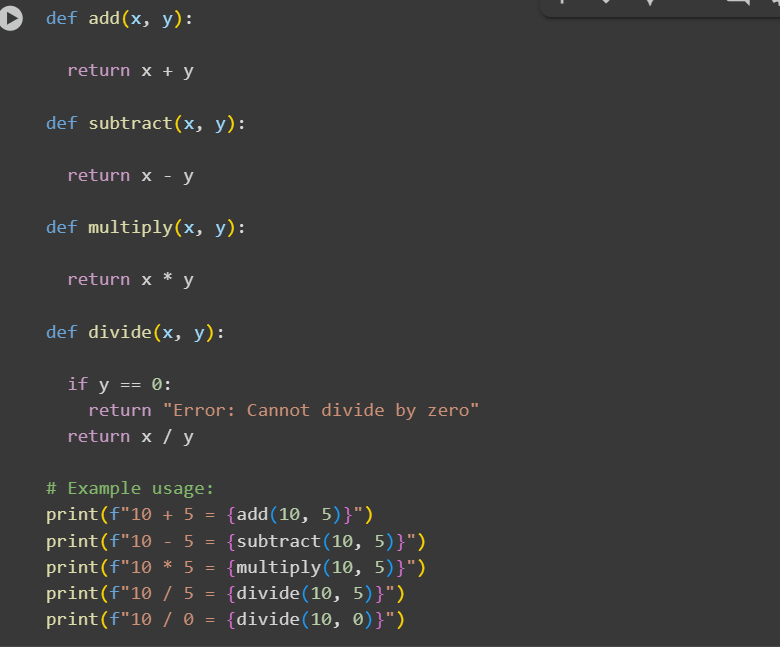 def add(x, y):
  return x + y
def subtract(x, y):
  return x - y
def multiply(x, y):
  return x * y
def divide(x, y):
  if y == 0:
    return "Error: Cannot divide by zero"
  return x / y
# Example usage:
print(f"10 + 5 = {add(10, 5)}")
print(f"10 - 5 = {subtract(10, 5)}")
print(f"10 * 5 = {multiply(10, 5)}")
print(f"10 / 5 = {divide(10, 5)}")
print(f"10 / 0 = {divide(10, 0)}")